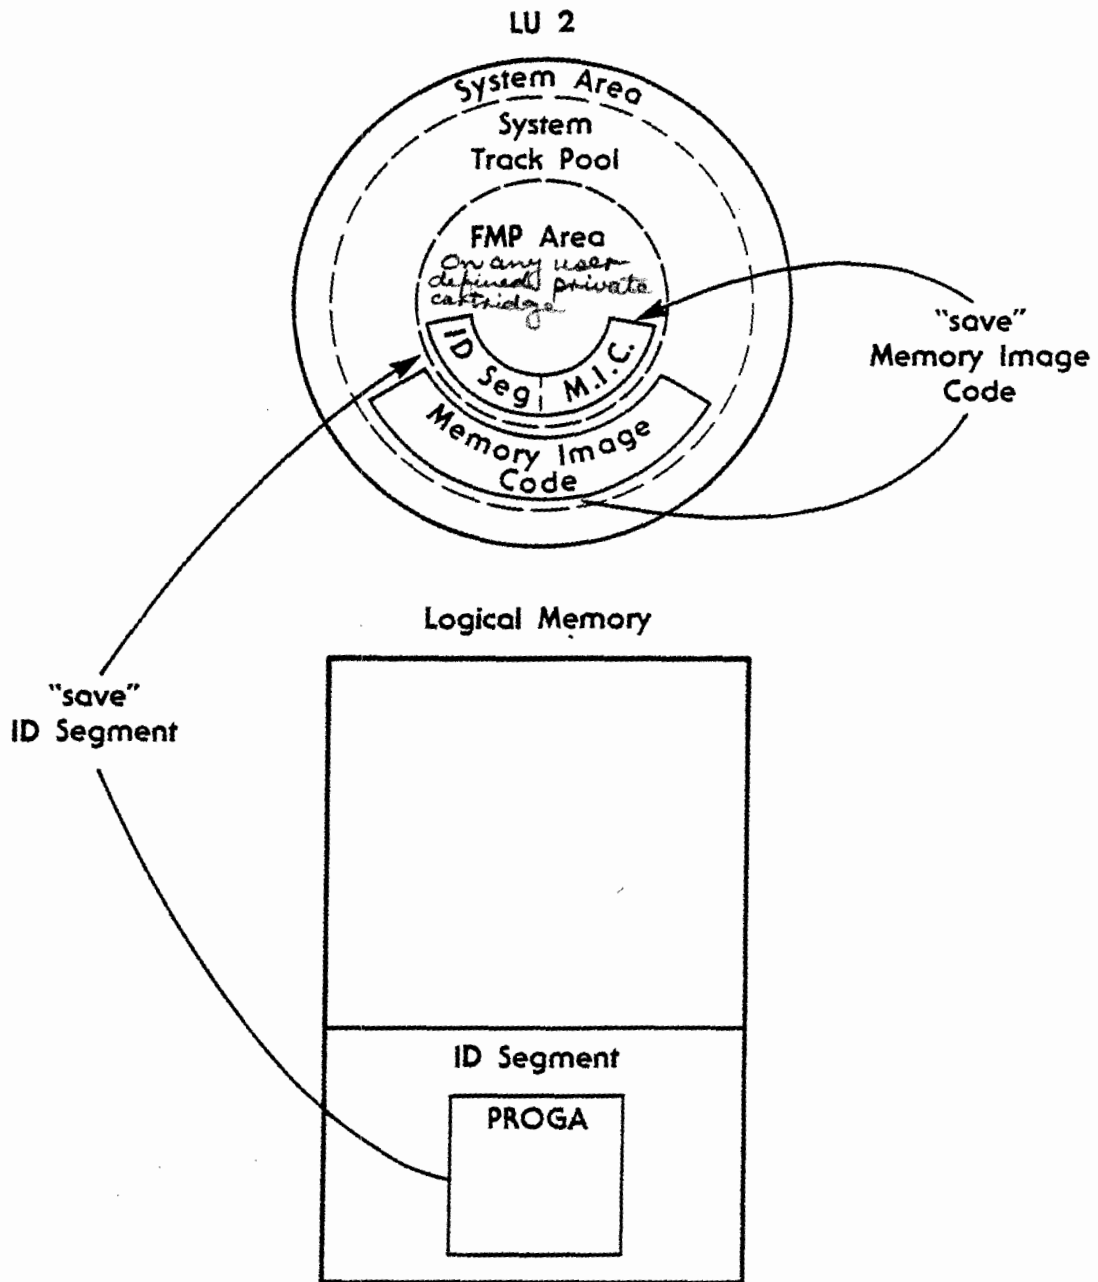 LU 2
System Area
System
Track Pool
FMP Area
On any user
defined private
cartridge
ID Seg
M.I.C.
Memory Image
Code
"save"
Memory Image
Code
"save"
ID Segment
Logical Memory
ID Segment
PROGA